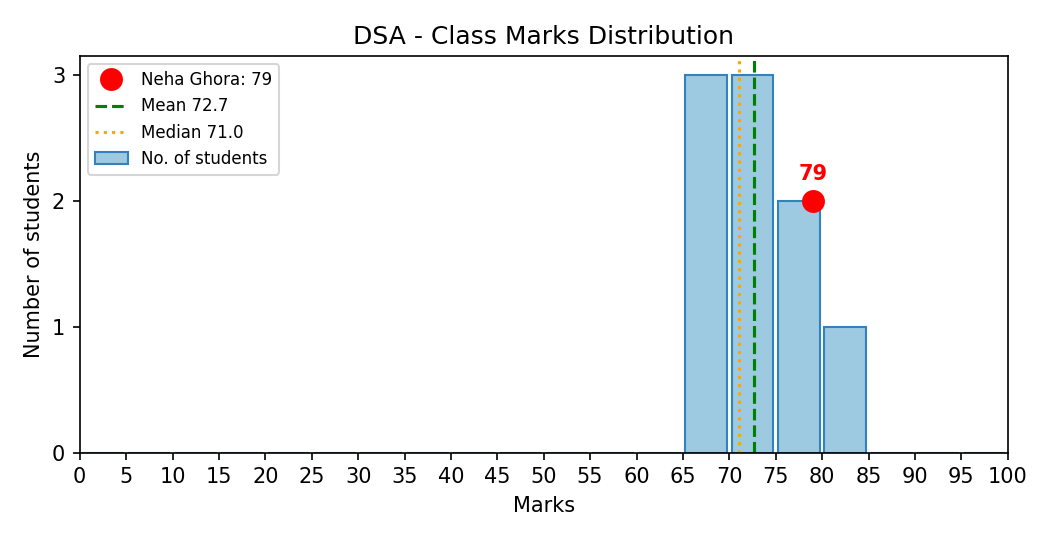 DSA - Class Marks Distribution
Neha Ghora: 79
Mean 72.7
Median 71.0
No. of students
79
Number of students
3
2
1
0
0 5 10 15 20 25 30 35 40 45 50 55 60 65 70 75 80 85 90 95 100
Marks